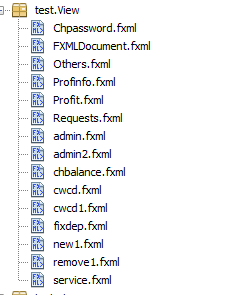 test.View
Chpassword.fxml
FXMLDocument.fxml
Others.fxml
Profinfo.fxml
Profit.fxml
Requests.fxml
admin.fxml
admin2.fxml
chbalance.fxml
cwcd.fxml
cwcd1.fxml
fixdep.fxml
new1.fxml
remove1.fxml
service.fxml